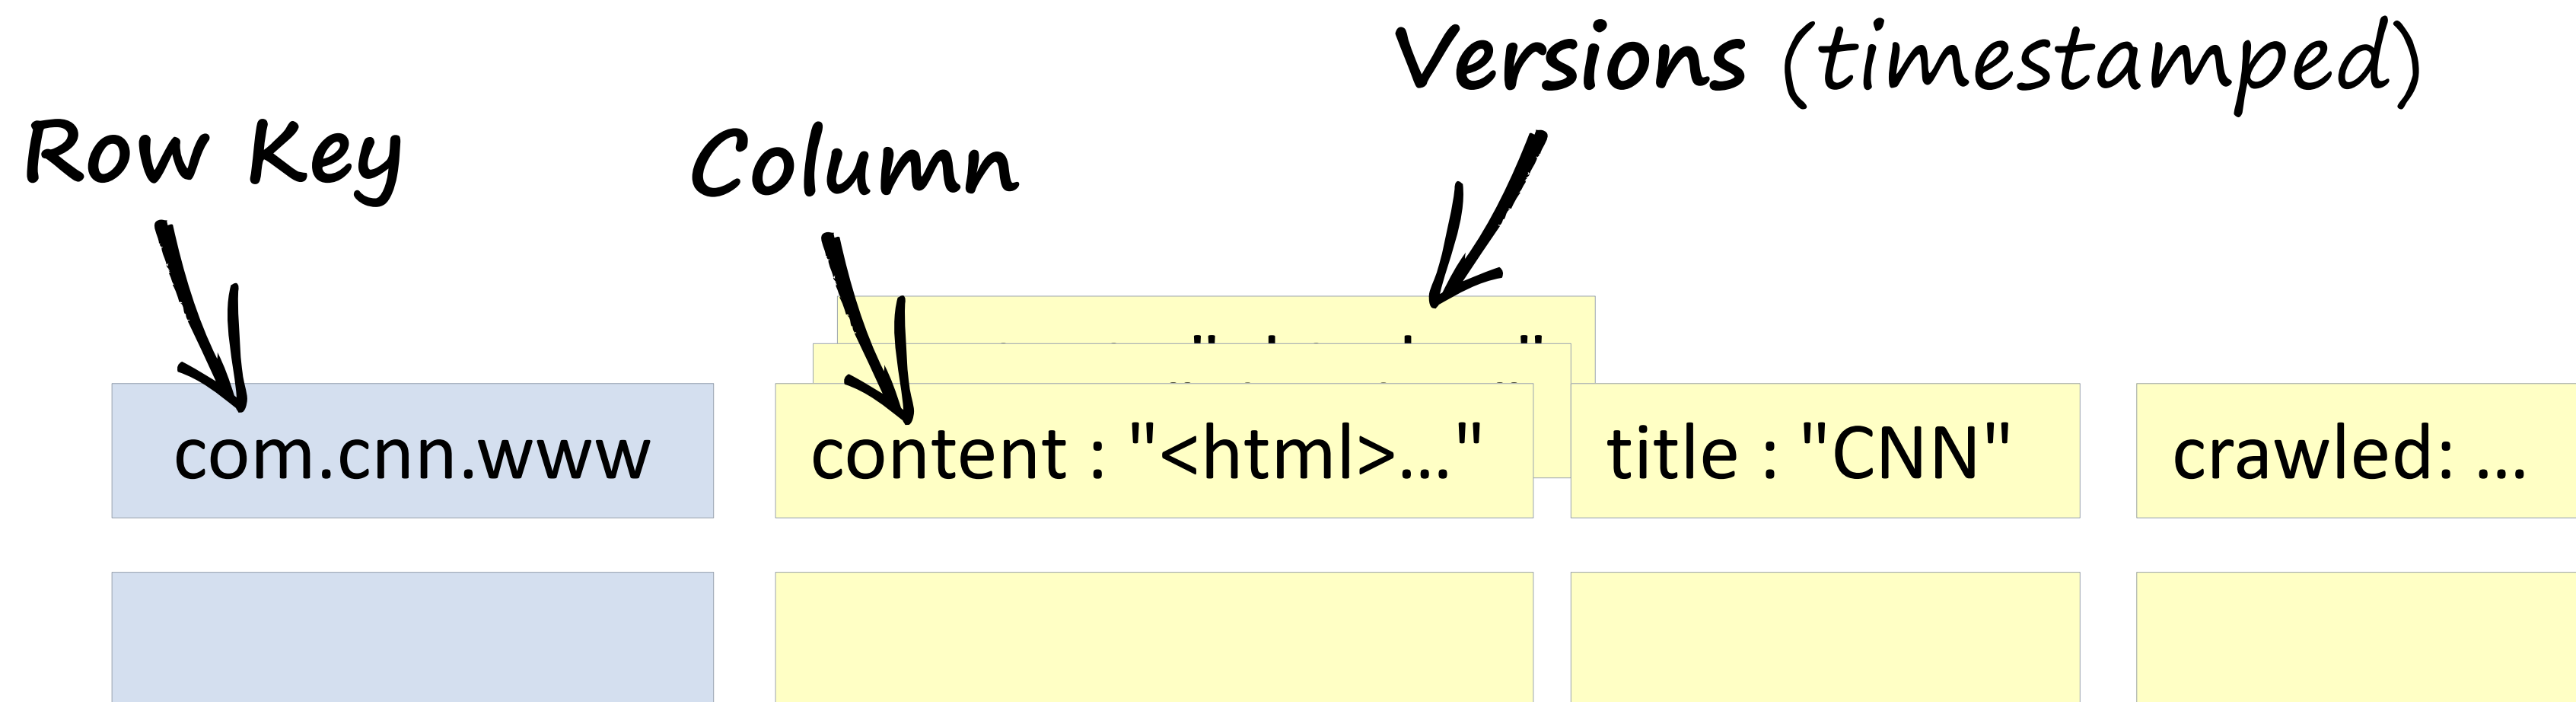 Versions (timestamped)
Row Key
Column
com.cnn.www
content : "<html>..."
title : "CNN"
crawled: ...